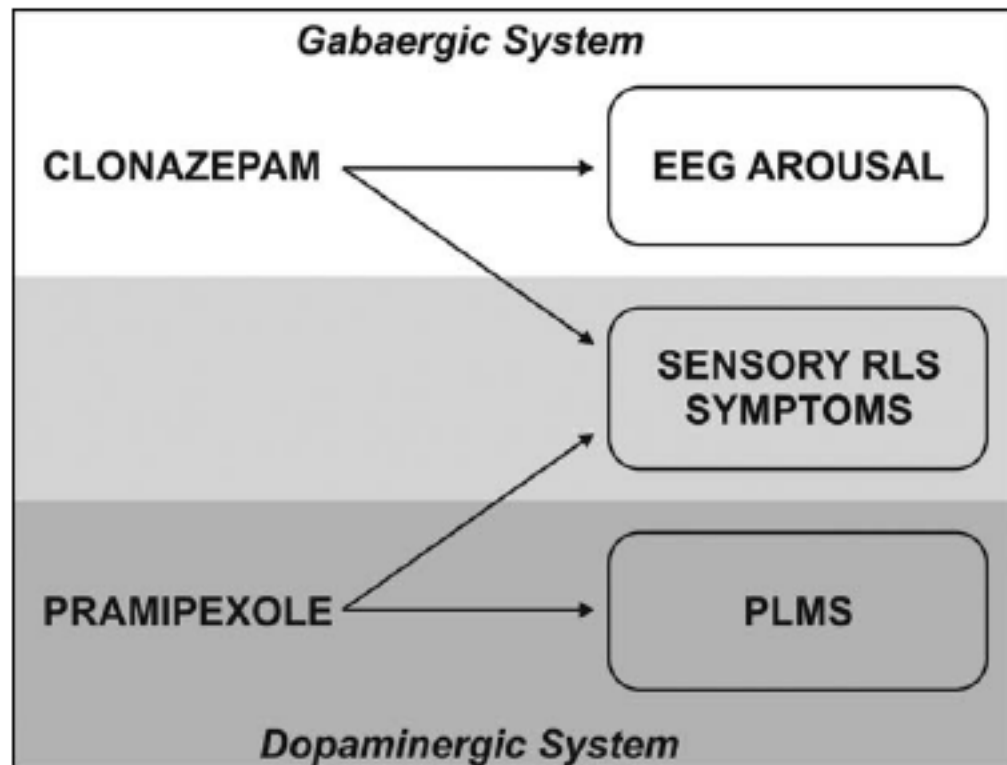 Gabaergic System
CLONAZEPAM
EEG AROUSAL
SENSORY RLS
SYMPTOMS
PRAMIPEXOLE
PLMS
Dopaminergic System